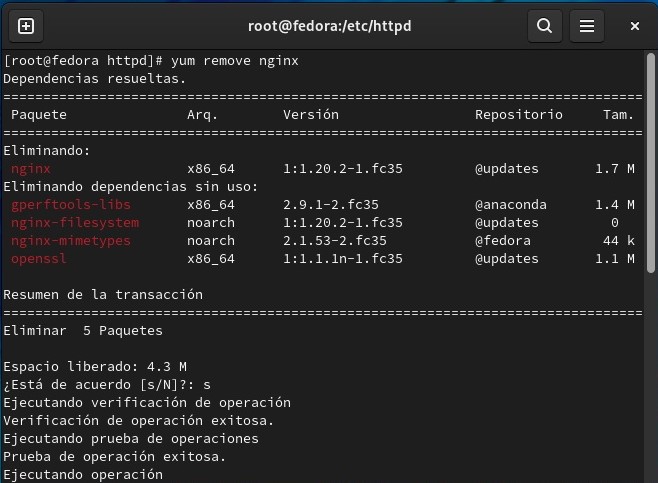 root@fedora:/etc/httpd
[root@fedora httpd]# yum remove nginx
Dependencias resueltas.
================================================================================
Paquete Arq. Versión Repositorio Tam.
================================================================================
Eliminando:
nginx x86_64 1:1.20.2-1.fc35 @updates 1.7 M
Eliminando dependencias sin uso:
gperftools-libs x86_64 2.9.1-2.fc35 @anaconda 1.4 M
nginx-filesystem noarch 1:1.20.2-1.fc35 @updates 0
nginx-mimetypes noarch 2.1.53-2.fc35 @fedora 44 k
openssl x86_64 1:1.1.1n-1.fc35 @updates 1.1 M
Resumen de la transacción
================================================================================
Eliminar 5 Paquetes
Espacio liberado: 4.3 M
¿Está de acuerdo [s/N]?: s
Ejecutando verificación de operación
Verificación de operación exitosa.
Ejecutando prueba de operaciones
Prueba de operación exitosa.
Ejecutando operación